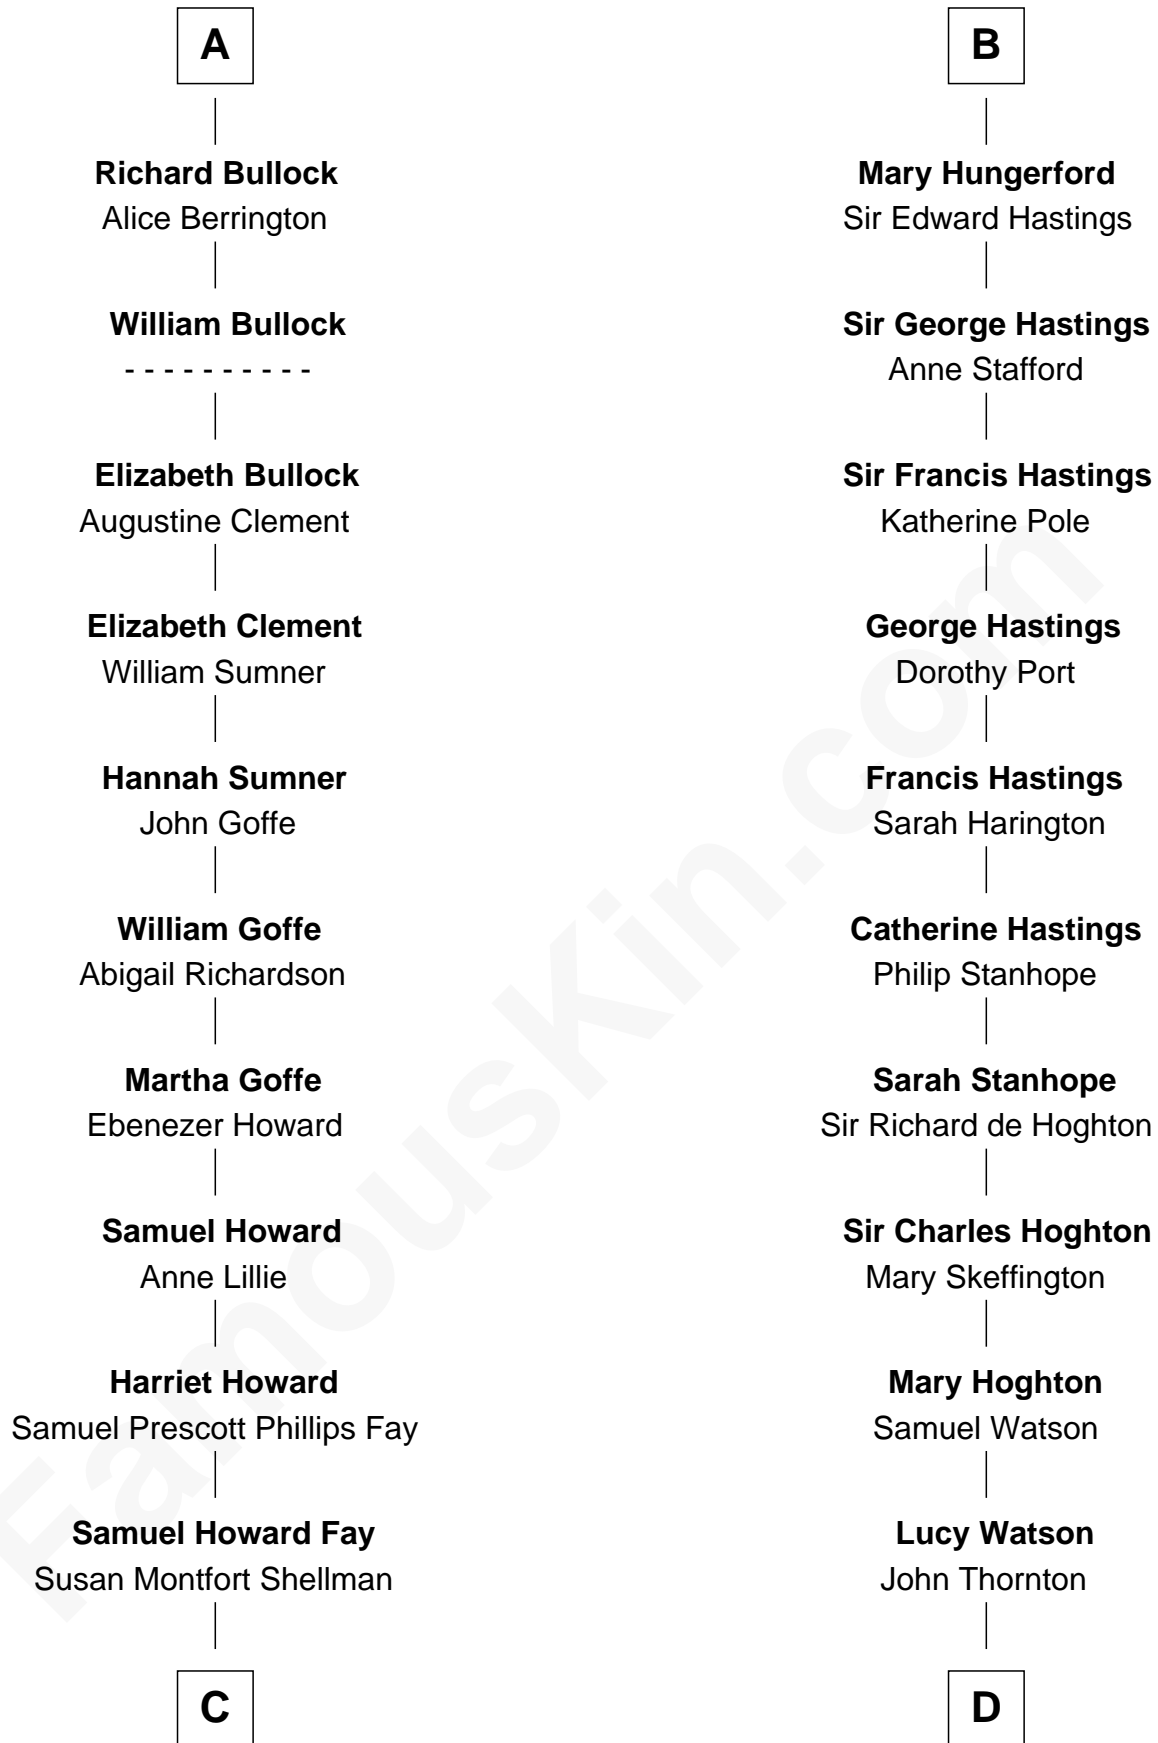 A
Richard Bullock
Alice Berrington
William Bullock
- - - - - - - - - -
Elizabeth Bullock
Augustine Clement
Elizabeth Clement
William Sumner
Hannah Sumner
John Goffe
William Goffe
Abigail Richardson
Martha Goffe
Ebenezer Howard
Samuel Howard
Anne Lillie
Harriet Howard
Samuel Prescott Phillips Fay
Samuel Howard Fay
Susan Montfort Shellman
C
B
Mary Hungerford
Sir Edward Hastings
Sir George Hastings
Anne Stafford
Sir Francis Hastings
Katherine Pole
George Hastings
Dorothy Port
Francis Hastings
Sarah Harington
Catherine Hastings
Philip Stanhope
Sarah Stanhope
Sir Richard de Hoghton
Sir Charles Hoghton
Mary Skeffington
Mary Hoghton
Samuel Watson
Lucy Watson
John Thornton
D
FamousKin.com